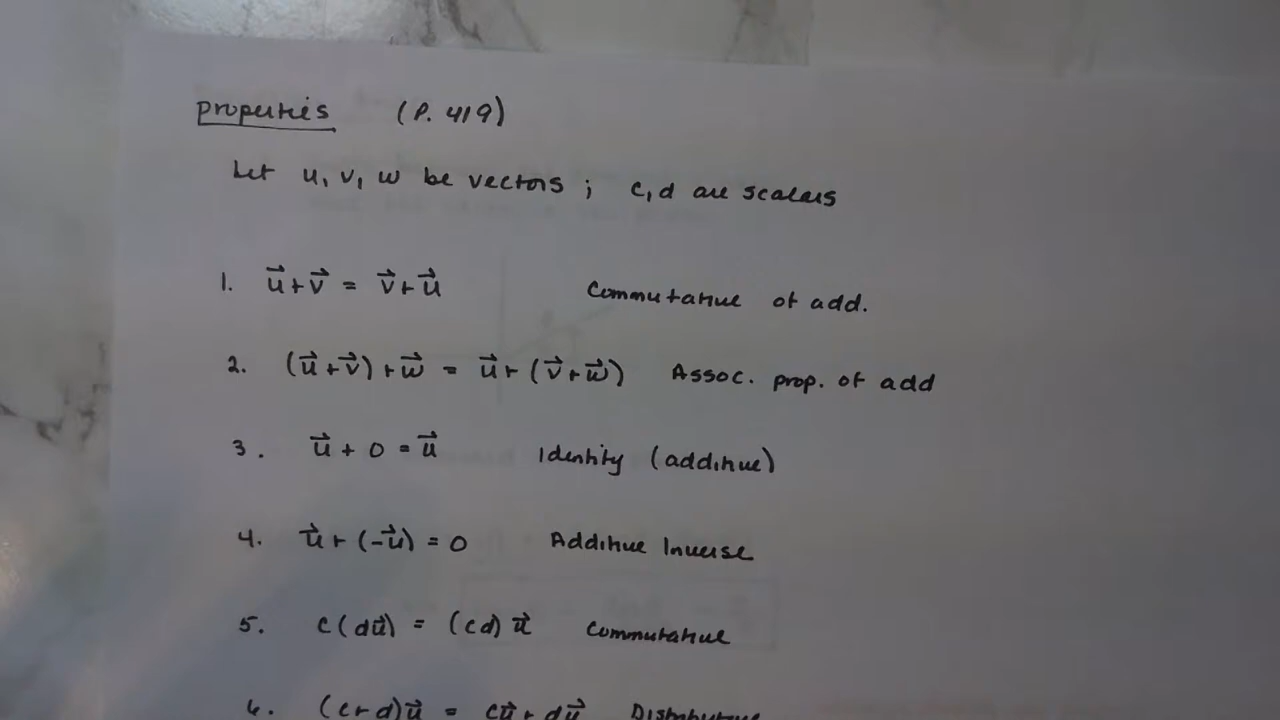 Properties (P. 419)
Let u, v, w be vectors ; c, d are scalars
1. u⃗ + v⃗ = v⃗ + u⃗ Commutative of add.
2. (u⃗ + v⃗) + w⃗ = u⃗ + (v⃗ + w⃗) Assoc. prop. of add
3. u⃗ + 0 = u⃗ Identity (additive)
4. u⃗ + (-u⃗) = 0 Additive Inverse
5. c(du⃗) = (cd) u⃗ Commutative
6. (c + d)u⃗ = cu⃗ + du⃗ Distributive